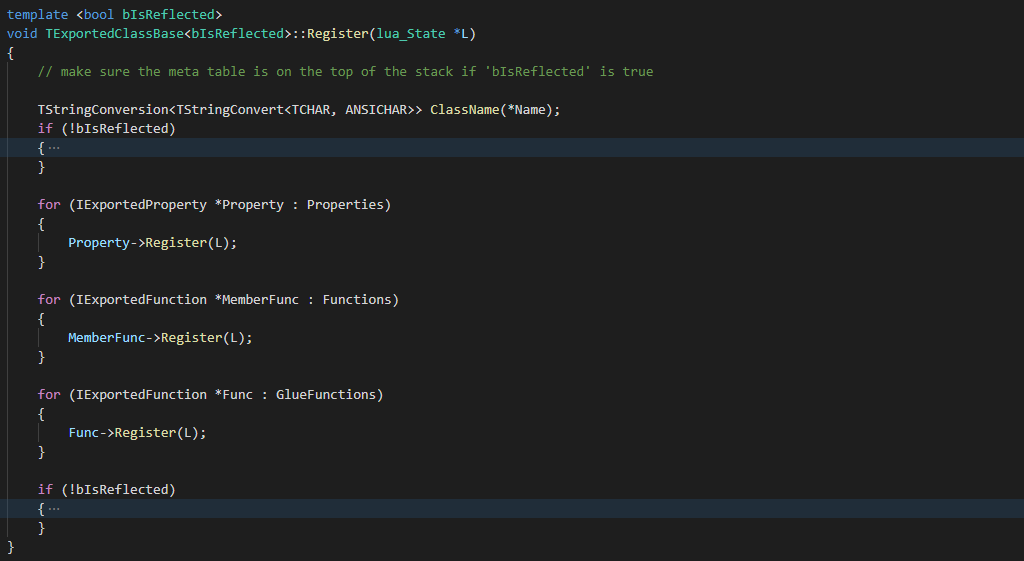 template <bool bIsReflected>
void TExportedClassBase<bIsReflected>::Register(lua_State *L)
{
    // make sure the meta table is on the top of the stack if 'bIsReflected' is true

    TStringConversion<TStringConvert<TCHAR, ANSICHAR>> ClassName(*Name);
    if (!bIsReflected)
    {···
    }

    for (IExportedProperty *Property : Properties)
    {
        Property->Register(L);
    }

    for (IExportedFunction *MemberFunc : Functions)
    {
        MemberFunc->Register(L);
    }

    for (IExportedFunction *Func : GlueFunctions)
    {
        Func->Register(L);
    }

    if (!bIsReflected)
    {···
    }
}